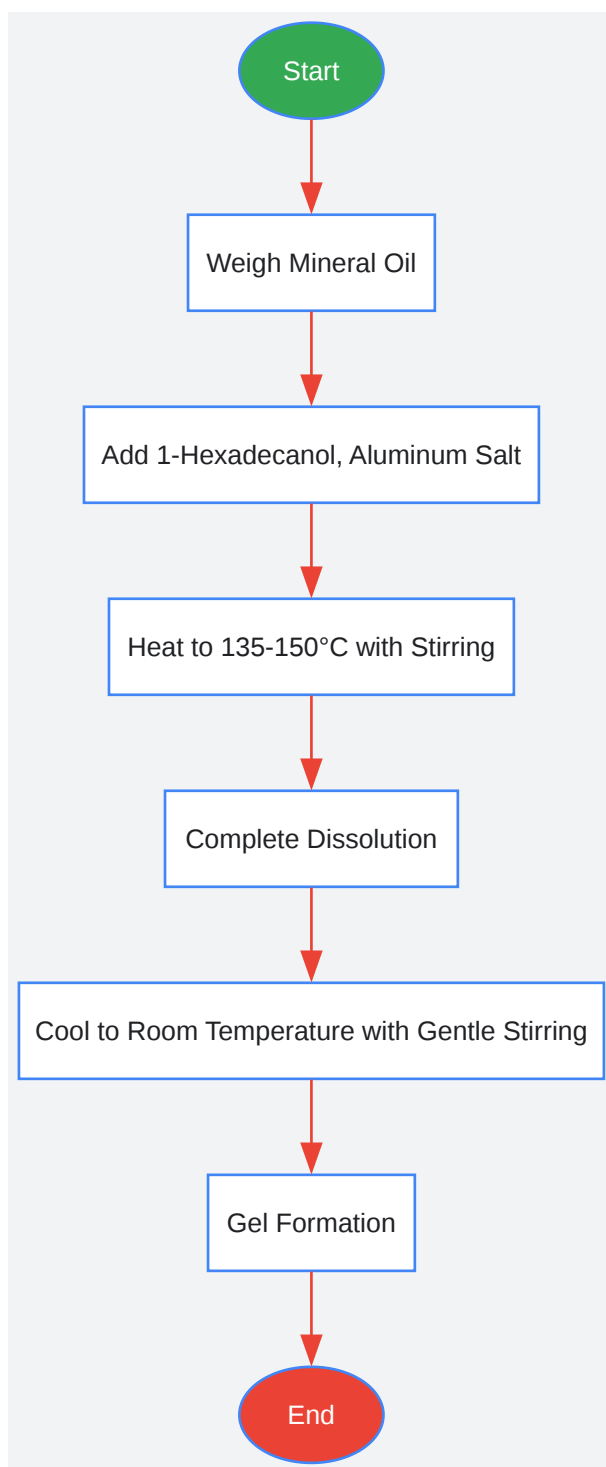 Start
Weigh Mineral Oil
Add 1-Hexadecanol, Aluminum Salt
Heat to 135-150°C with Stirring
Complete Dissolution
Cool to Room Temperature with Gentle Stirring
Gel Formation
End